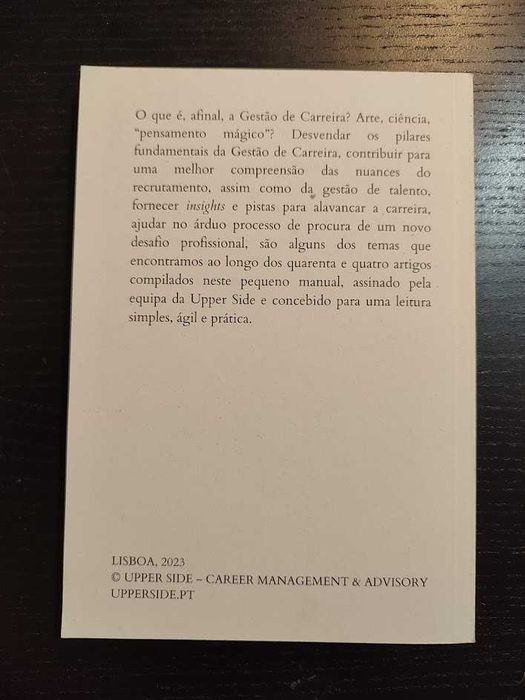 O que é, afinal, a Gestão de Carreira? Arte, ciência,
“pensamento mágico”? Desvendar os pilares
fundamentais da Gestão de Carreira, contribuir para
uma melhor compreensão das nuances do
recrutamento, assim como da gestão de talento,
fornecer insights e pistas para alavancar a carreira,
ajudar no árduo processo de procura de um novo
desafio profissional, são alguns dos temas que
encontramos ao longo dos quarenta e quatro artigos
compilados neste pequeno manual, assinado pela
equipa da Upper Side e concebido para uma leitura
simples, ágil e prática.
LISBOA, 2023
© UPPER SIDE – CAREER MANAGEMENT & ADVISORY
UPPERSIDE.PT